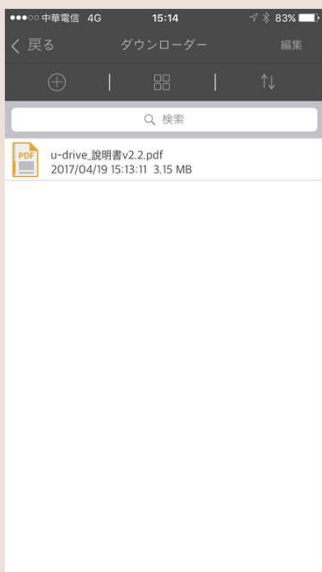 中華電信 4G 15:14 83%
戻る ダウンローダー 編集
検索
PDF
u-drive_說明書v2.2.pdf
2017/04/19 15:13:11 3.15 MB